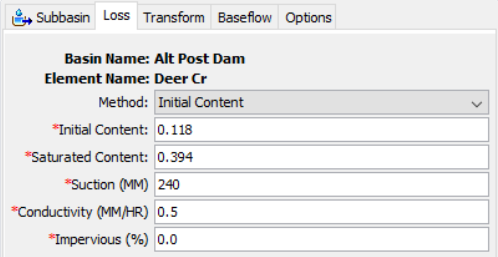 Subbasin Loss Transform Baseflow Options
Basin Name: Alt Post Dam
Element Name: Deer Cr
Method: Initial Content
*Initial Content: 0.118
*Saturated Content: 0.394
*Suction (MM) 240
*Conductivity (MM/HR) 0.5
*Impervious (%) 0.0